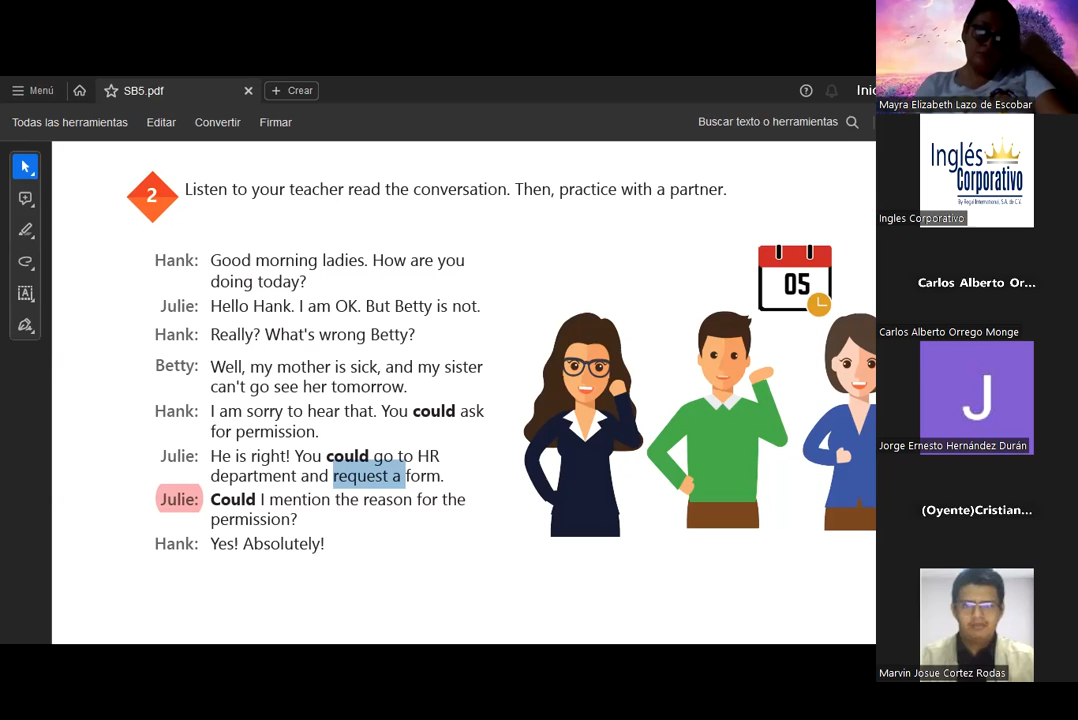 Menú
SB5.pdf
Crear
Inic
Todas las herramientas
Editar
Convertir
Firmar
Buscar texto o herramientas
2
Listen to your teacher read the conversation. Then, practice with a partner.
Hank: Good morning ladies. How are you
doing today?
Julie: Hello Hank. I am OK. But Betty is not.
Hank: Really? What's wrong Betty?
Betty: Well, my mother is sick, and my sister
can't go see her tomorrow.
Hank: I am sorry to hear that. You could ask
for permission.
Julie: He is right! You could go to HR
department and request a form.
Julie: Could I mention the reason for the
permission?
Hank: Yes! Absolutely!
05
Mayra Elizabeth Lazo de Escobar
Inglés
Corporativo
By Regal International, S.A. de C.V.
Ingles Corporativo
Carlos Alberto Or...
Carlos Alberto Orrego Monge
J
Jorge Ernesto Hernández Durán
(Oyente)Cristian...
Marvin Josue Cortez Rodas